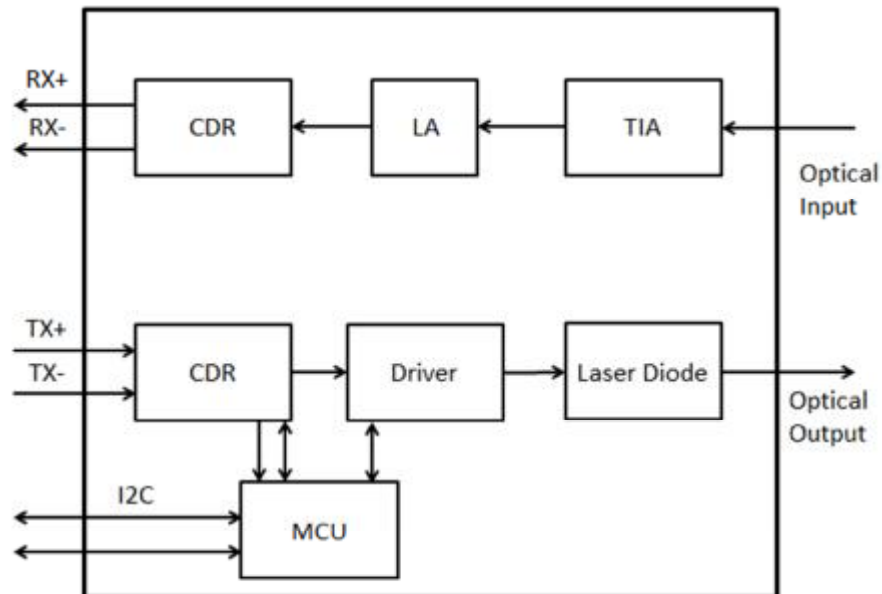 RX+
RX-
CDR
LA
TIA
Optical
Input
TX+
TX-
CDR
Driver
Laser Diode
Optical
Output
I2C
MCU